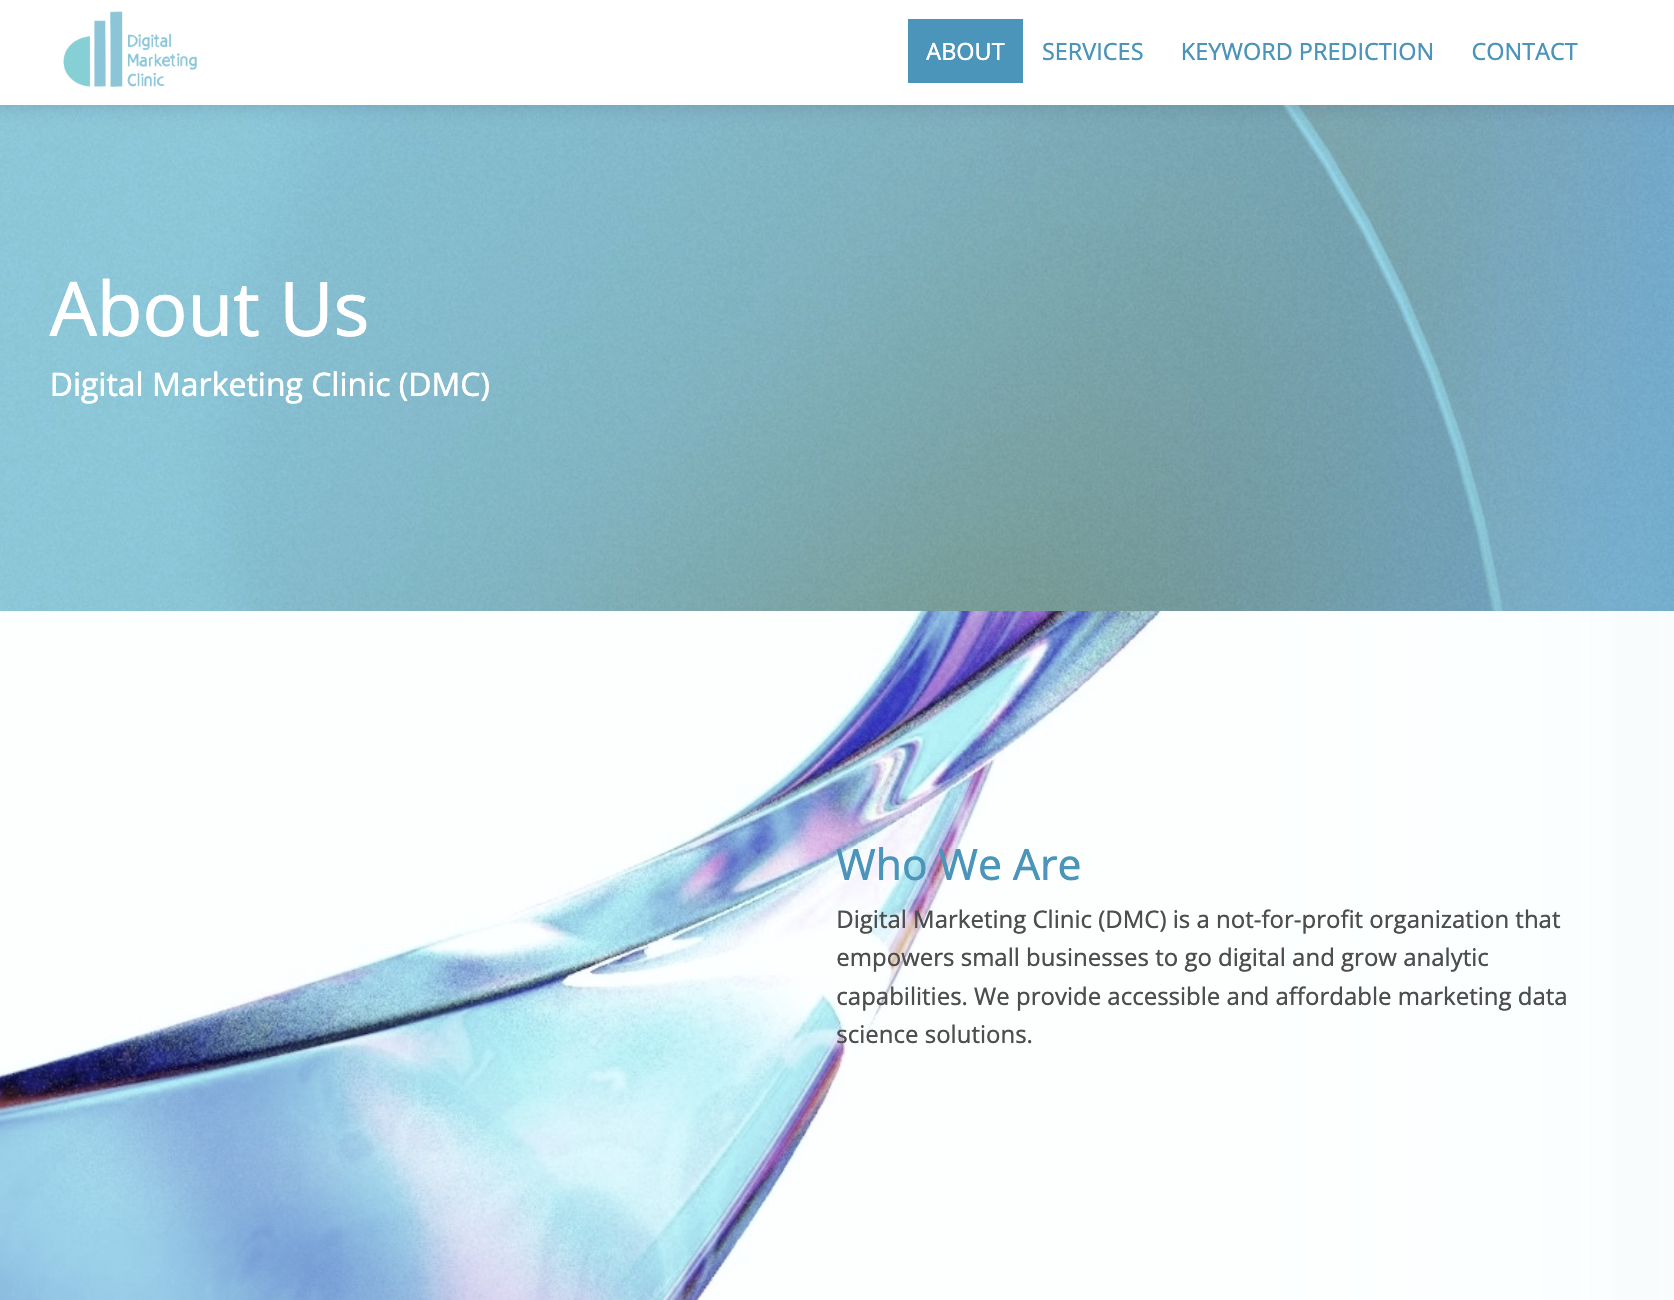 Digital
Marketing
Clinic
ABOUT SERVICES KEYWORD PREDICTION CONTACT
About Us
Digital Marketing Clinic (DMC)
Who We Are
Digital Marketing Clinic (DMC) is a not-for-profit organization that
empowers small businesses to go digital and grow analytic
capabilities. We provide accessible and affordable marketing data
science solutions.